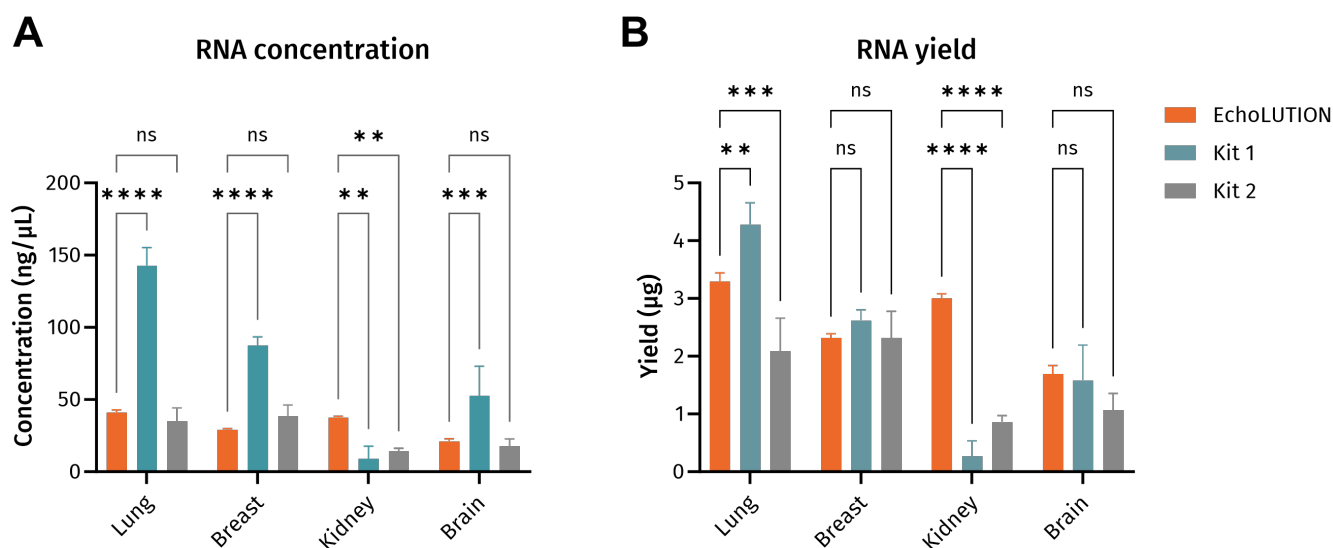 A
RNA concentration
ns
ns
**
ns
****
****
**
***
Concentration (ng/µL)
200
150
100
50
0
Lung
Breast
Kidney
Brain
B
RNA yield
***
ns
****
ns
**
ns
****
ns
Yield (µg)
5
4
3
2
1
0
Lung
Breast
Kidney
Brain
EchoLUTION
Kit 1
Kit 2